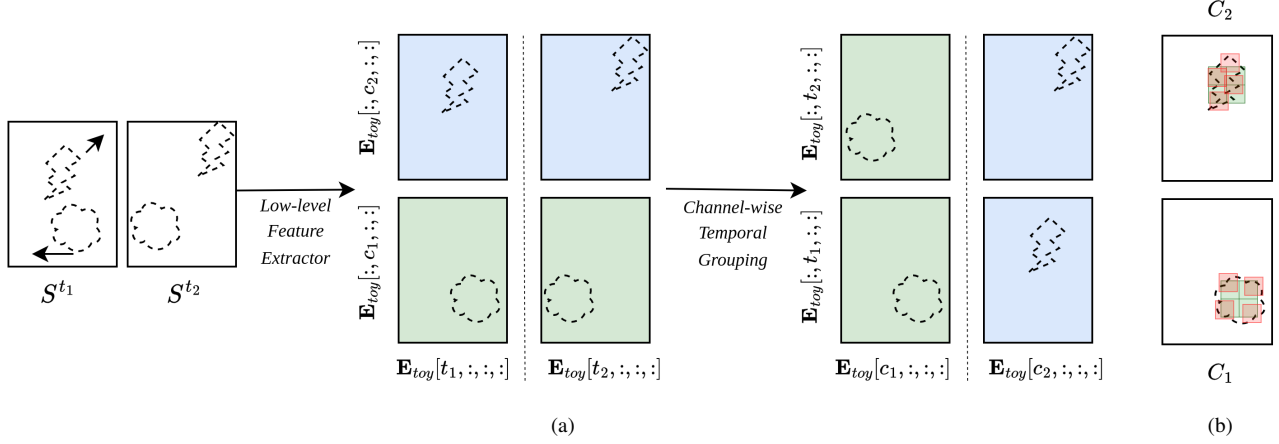 S^{t_1}
S^{t_2}
Low-level
Feature
Extractor
E_{toy}[:, c_2, :, :]
E_{toy}[:, c_1, :, :]
E_{toy}[t_1, :, :, :]
E_{toy}[t_2, :, :, :]
Channel-wise
Temporal
Grouping
E_{toy}[:, t_2, :, :]
E_{toy}[:, t_1, :, :]
E_{toy}[c_1, :, :, :]
E_{toy}[c_2, :, :, :]
(a)
C_2
C_1
(b)